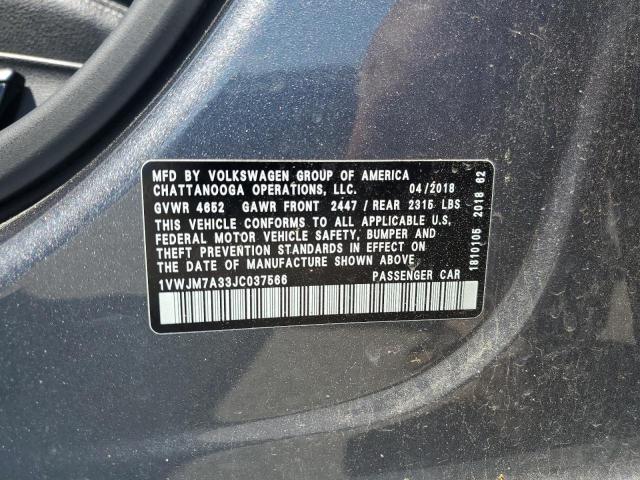 MFD BY VOLKSWAGEN GROUP OF AMERICA
CHATTANOOGA OPERATIONS, LLC. 04/2018
GVWR 4652 GAWR FRONT 2447 / REAR 2315 LBS
THIS VEHICLE CONFORMS TO ALL APPLICABLE U.S.
FEDERAL MOTOR VEHICLE SAFETY, BUMPER AND
THEFT PREVENTION STANDARDS IN EFFECT ON
THE DATE OF MANUFACTURE SHOWN ABOVE.
1VWJM7A33JC037566 PASSENGER CAR
1810105 2018 62